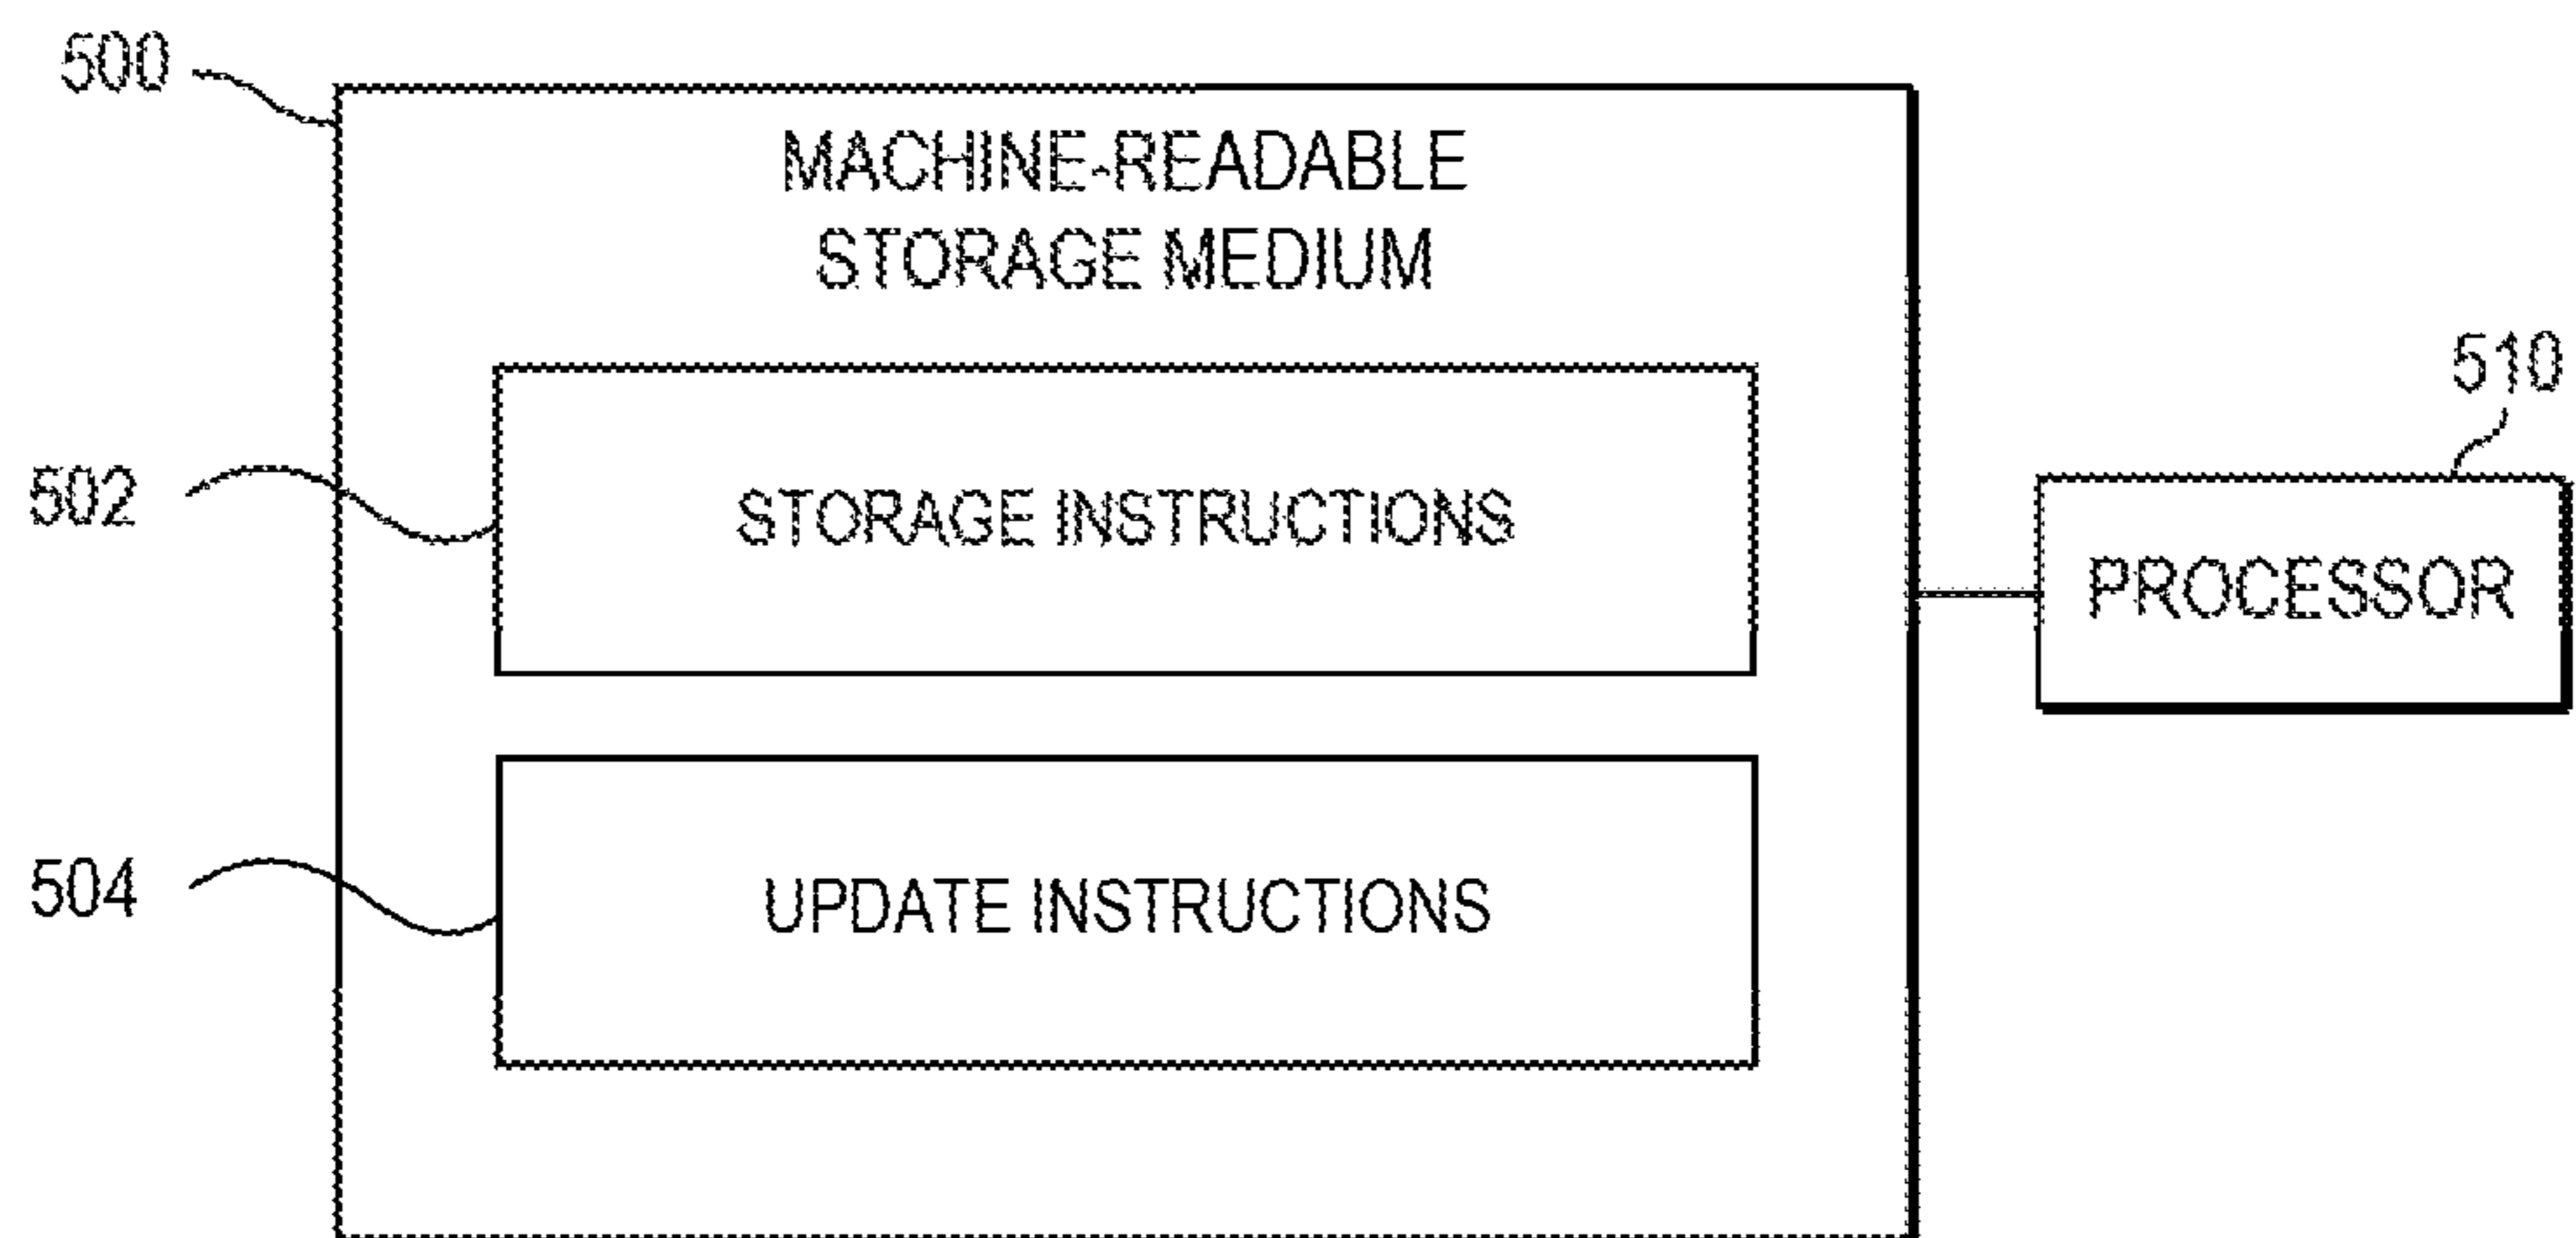 500
MACHINE-READABLE
STORAGE MEDIUM
510
502
STORAGE INSTRUCTIONS
PROCESSOR
504
UPDATE INSTRUCTIONS